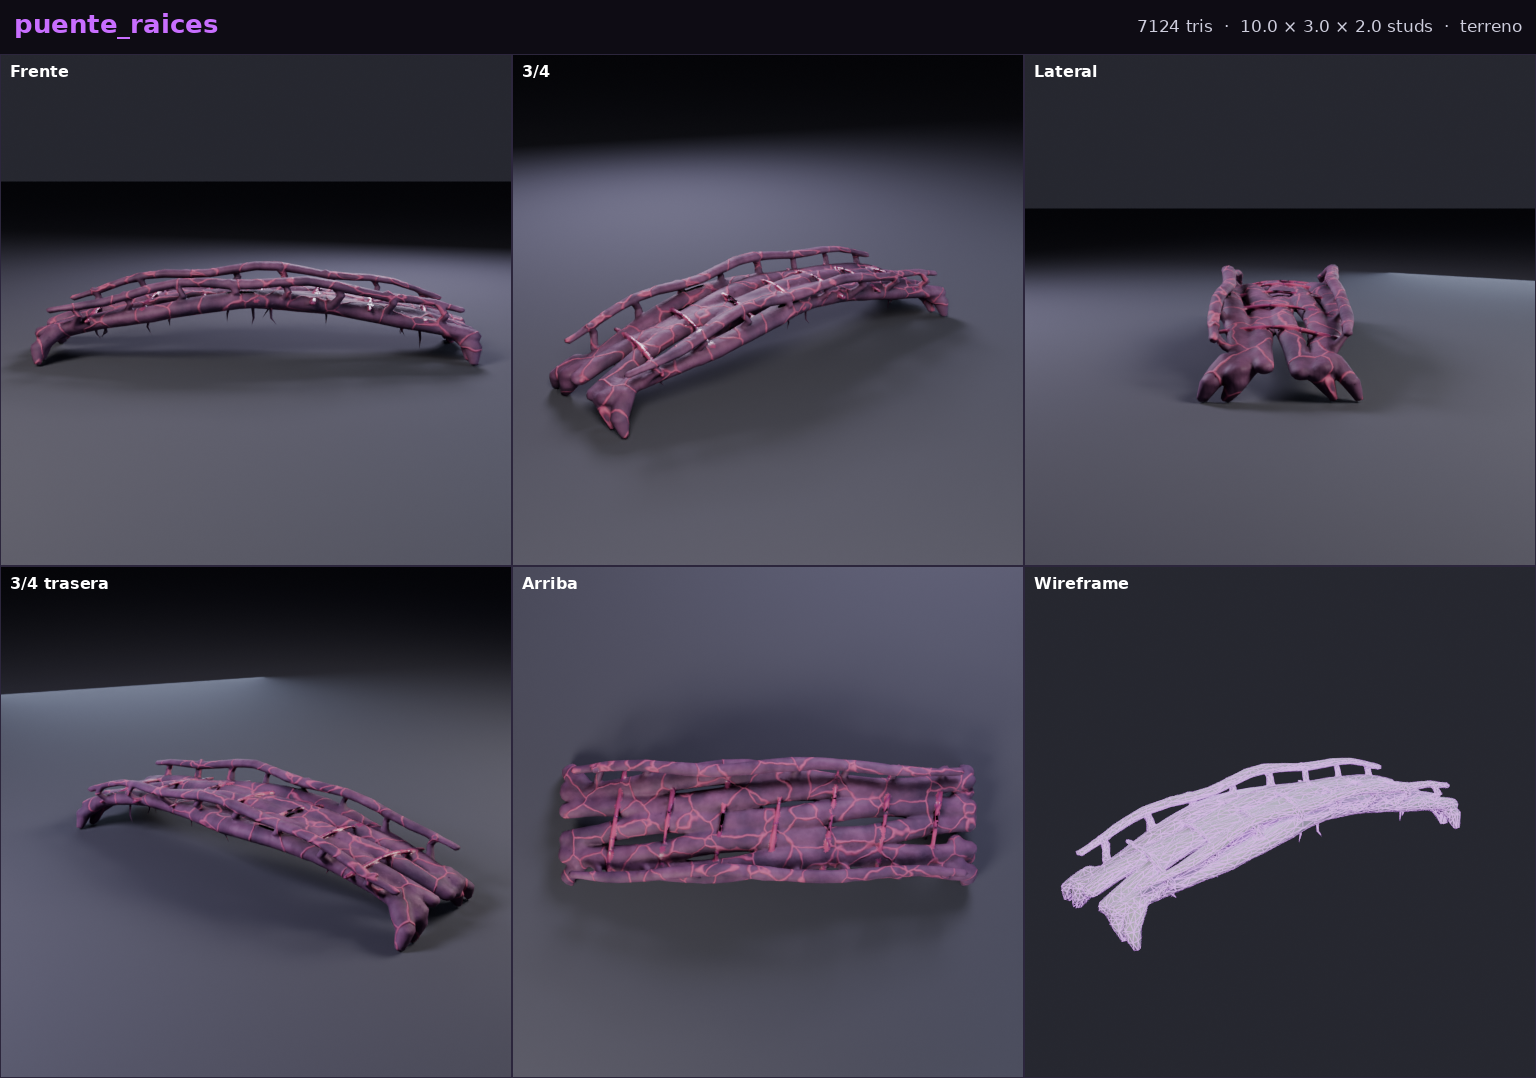 puente_raices
7124 tris · 10.0 × 3.0 × 2.0 studs · terreno
Frente
3/4
Lateral
3/4 trasera
Arriba
Wireframe